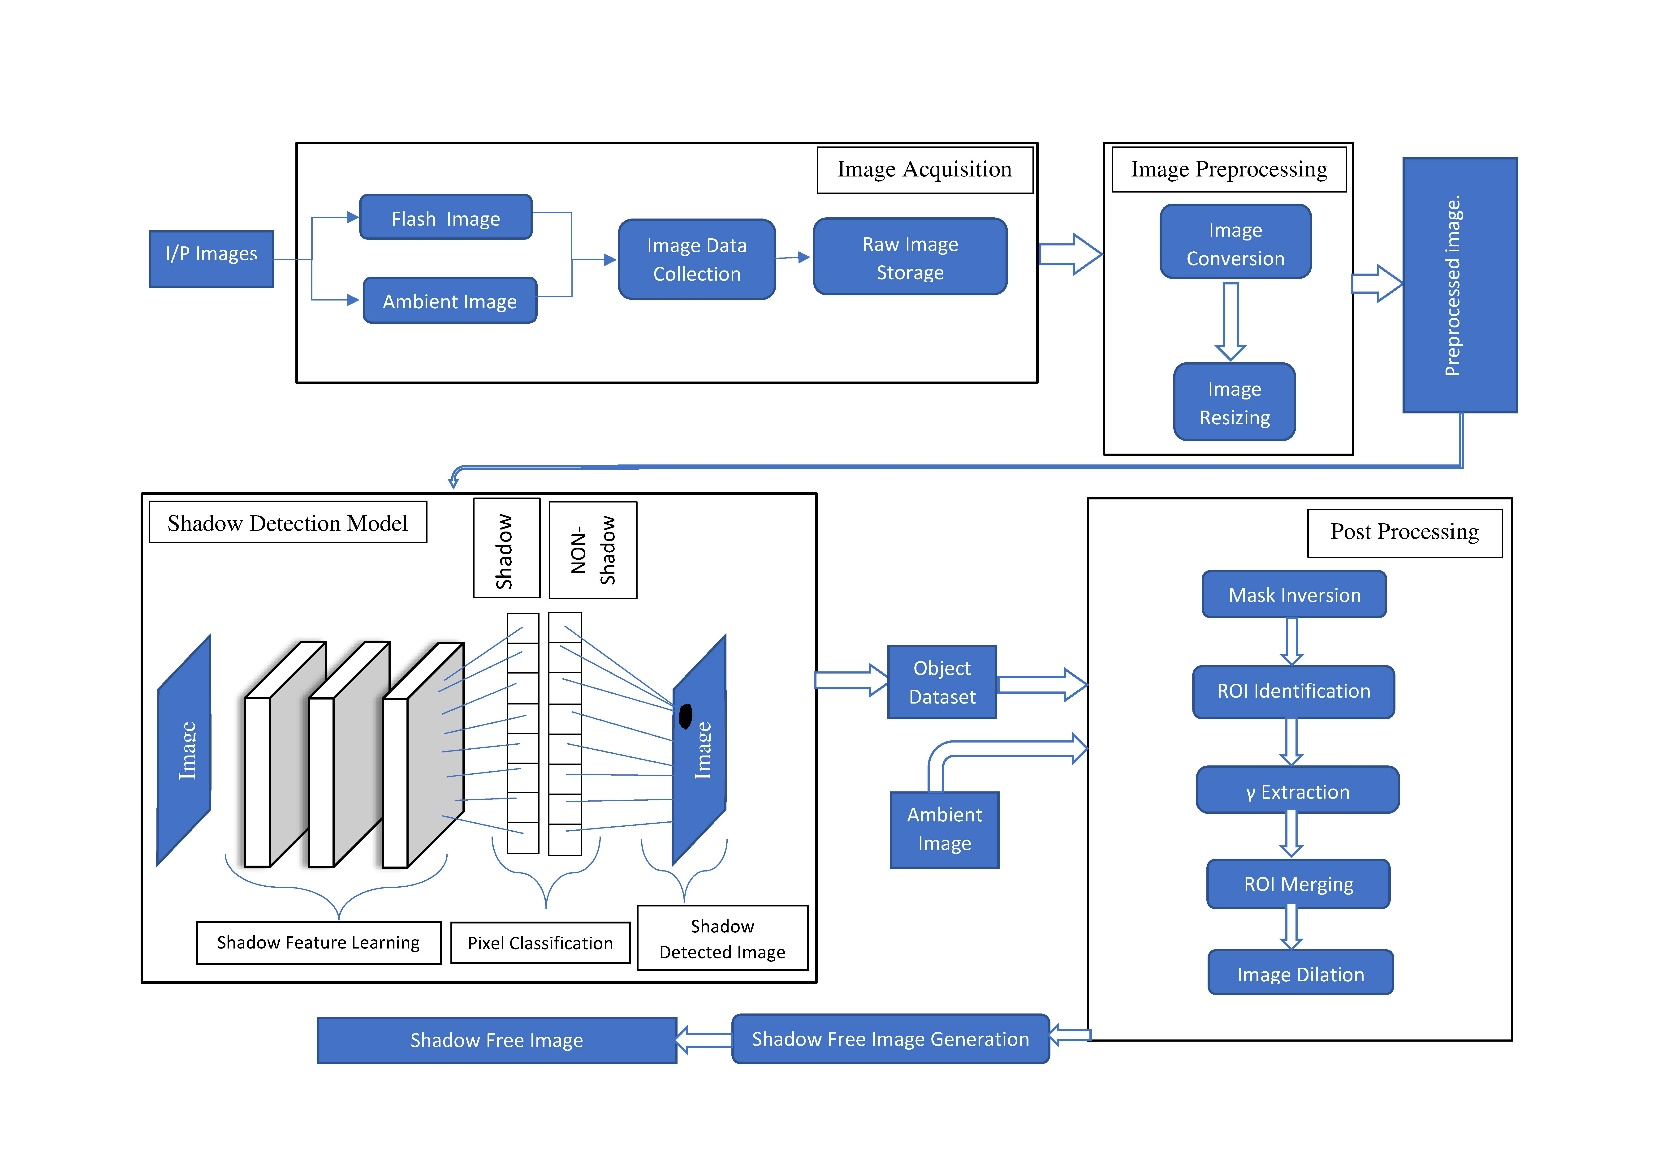 Image Acquisition
I/P Images
Flash Image
Ambient Image
Image Data
Collection
Raw Image
Storage
Image Preprocessing
Image
Conversion
Image
Resizing
Preprocessed image.
Shadow Detection Model
Shadow
NON-
Shadow
Image
Image
Shadow Feature Learning
Pixel Classification
Shadow
Detected Image
Object
Dataset
Ambient
Image
Post Processing
Mask Inversion
ROI Identification
γ Extraction
ROI Merging
Image Dilation
Shadow Free Image Generation
Shadow Free Image